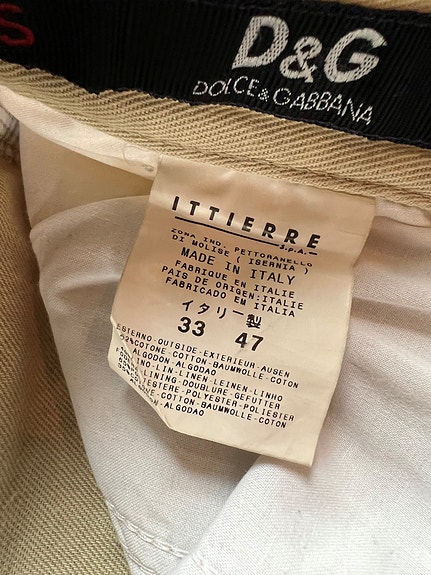 S
D&G
DOLCE & GABBANA
ITTIERRE
S.p.A.
ZONA IND. PETTORANELLO
DI MOLISE ( ISERNIA )
MADE IN ITALY
FABRIQUE EN ITALIE
PAIS DE ORIGEN:ITALIE
FABRICADO EM ITALIA
イタリー製
33 47
ESTERNO-OUTSIDE-EXTERIEUR-AUSEN
COTONE-COTTON-BAUMWOLLE-COTON
ALGODON-ALGODAO
LINO-LIN-LINEN-LEINEN-LINHO
LINING-DOUBLURE-GEFUTTER
POLYESTER-POLIESTER
COTTON-BAUMWOLLE-COTON
ALGODAO